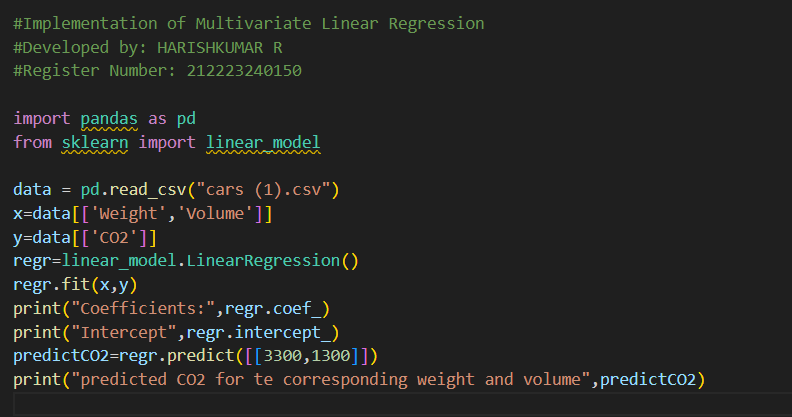 #Implementation of Multivariate Linear Regression
#Developed by: HARISHKUMAR R
#Register Number: 212223240150
import pandas as pd
from sklearn import linear_model
data = pd.read_csv("cars (1).csv")
x=data[['Weight','Volume']]
y=data[['CO2']]
regr=linear_model.LinearRegression()
regr.fit(x,y)
print("Coefficients:",regr.coef_)
print("Intercept",regr.intercept_)
predictCO2=regr.predict([[3300,1300]])
print("predicted CO2 for te corresponding weight and volume",predictCO2)